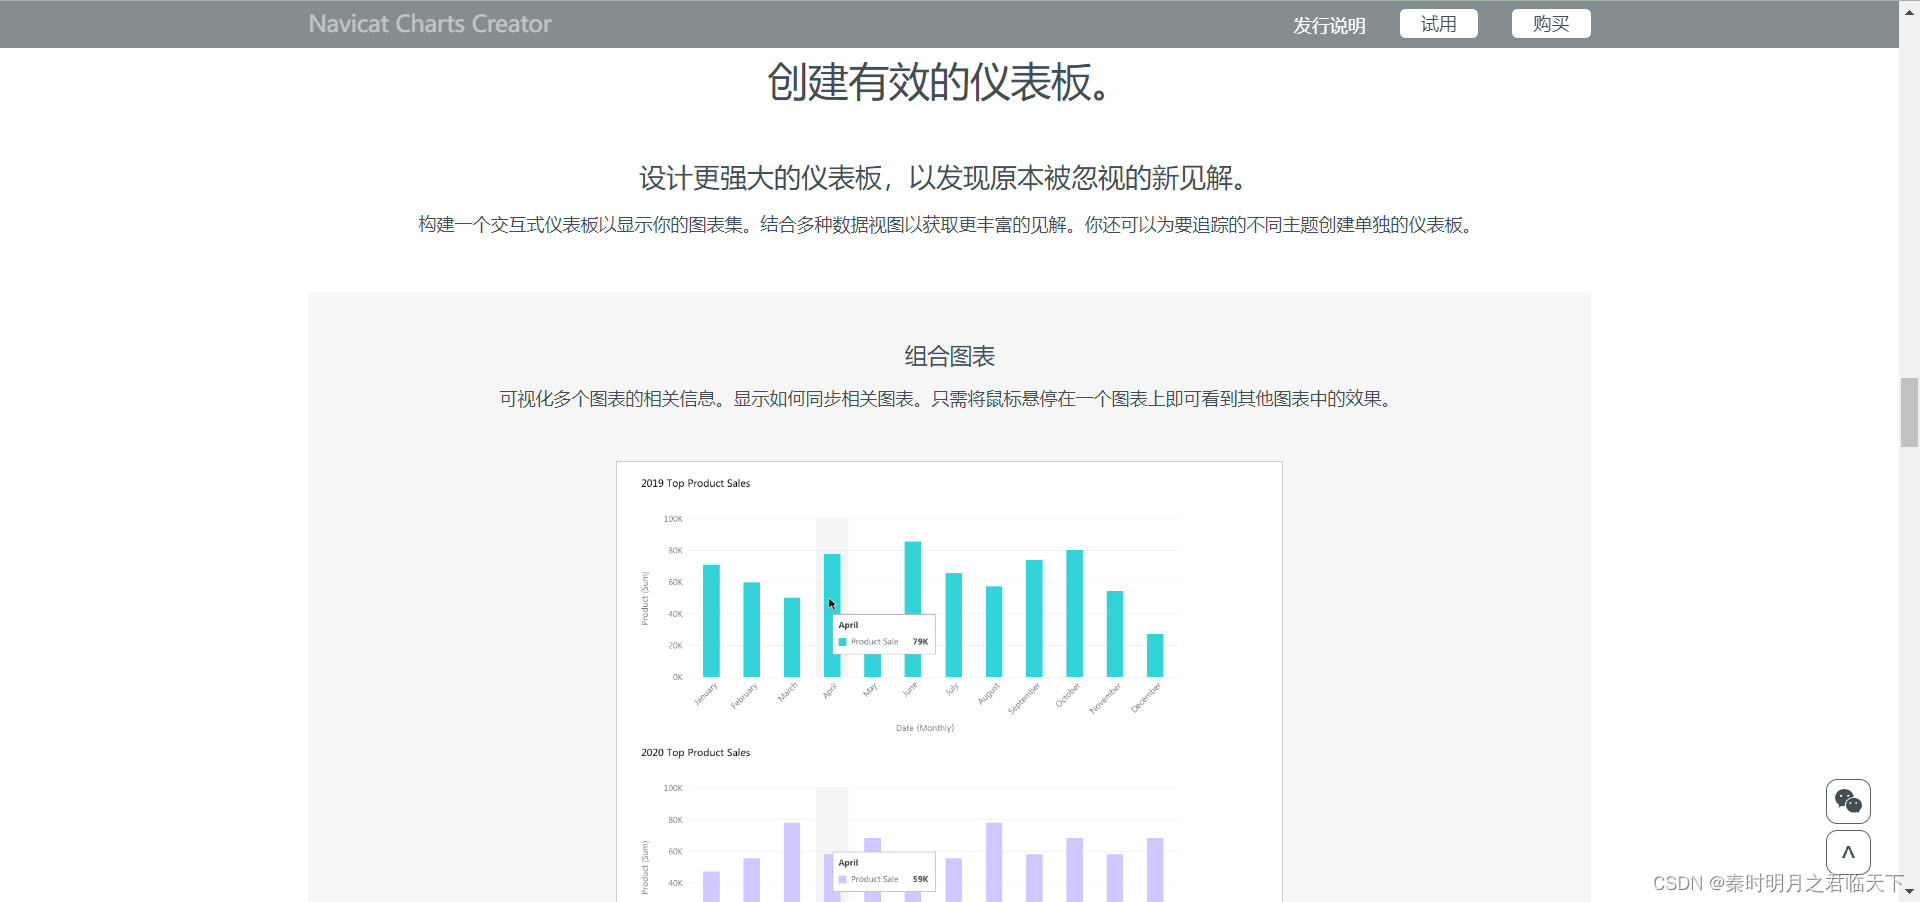 Navicat Charts Creator 发行说明 试用 购买
创建有效的仪表板。
设计更强大的仪表板，以发现原本被忽视的新见解。
构建一个交互式仪表板以显示你的图表集。结合多种数据视图以获取更丰富的见解。你还可以为要追踪的不同主题创建单独的仪表板。
组合图表
可视化多个图表的相关信息。显示如何同步相关图表。只需将鼠标悬停在一个图表上即可看到其他图表中的效果。
2019 Top Product Sales
100K
80K
60K
40K
20K
0K
Product (Sum)
April
Product Sale 79K
January February March April May June July August September October November December
Date (Monthly)
2020 Top Product Sales
100K
80K
60K
40K
Product (Sum)
April
Product Sale 59K
CSDN @秦时明月之君临天下